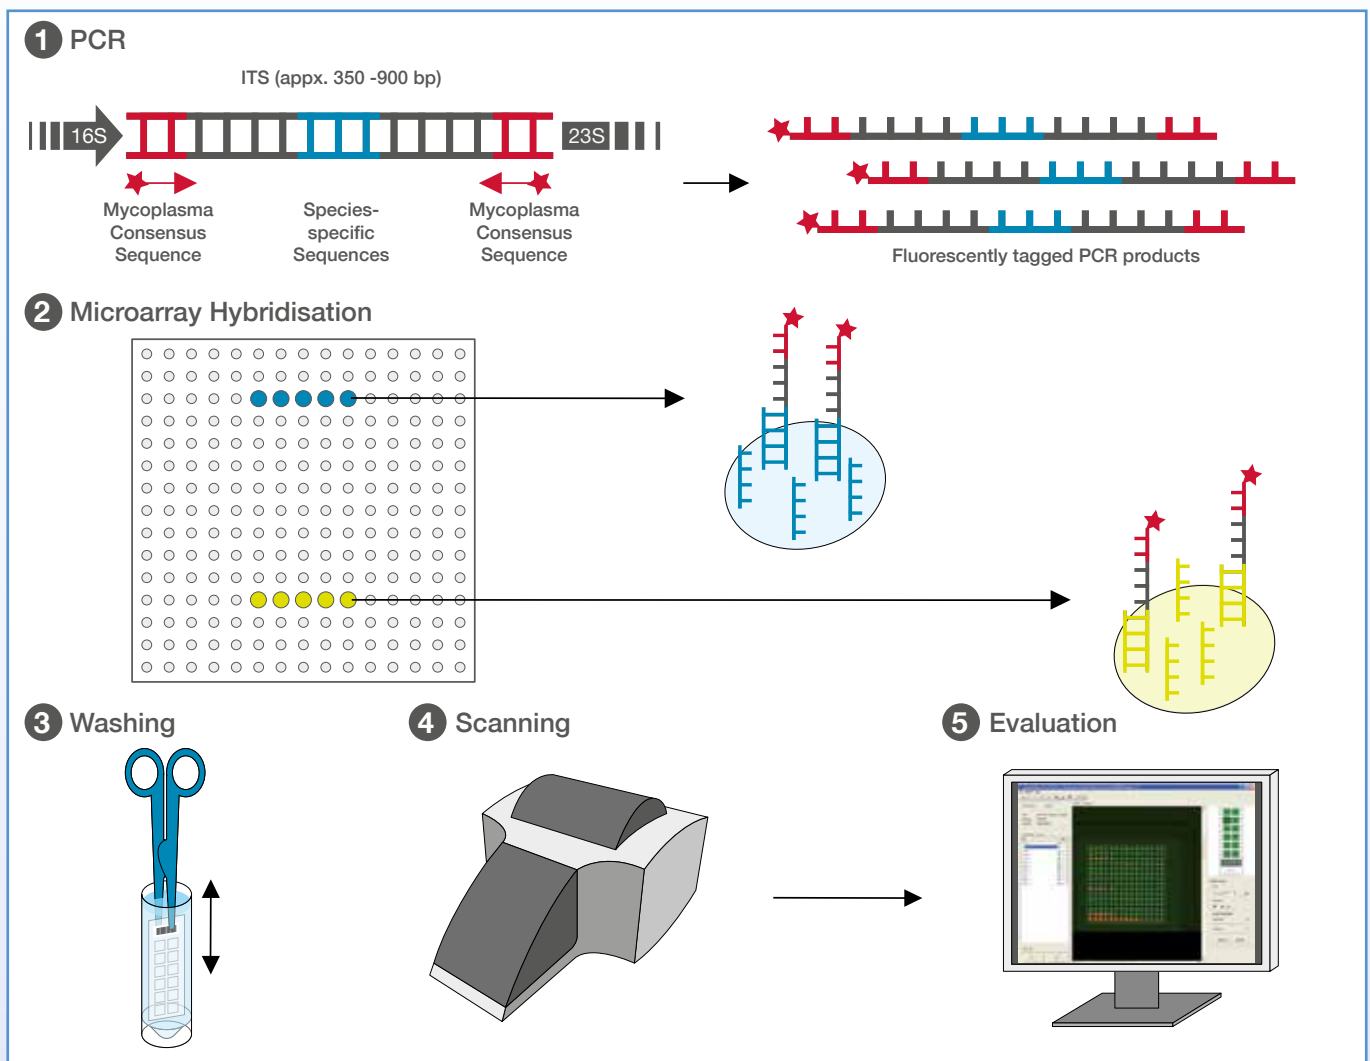 1 PCR
ITS (appx. 350 -900 bp)
16S
23S
Mycoplasma
Consensus
Sequence
Species-
specific
Sequences
Mycoplasma
Consensus
Sequence
Fluorescently tagged PCR products
2 Microarray Hybridisation
3 Washing
4 Scanning
5 Evaluation